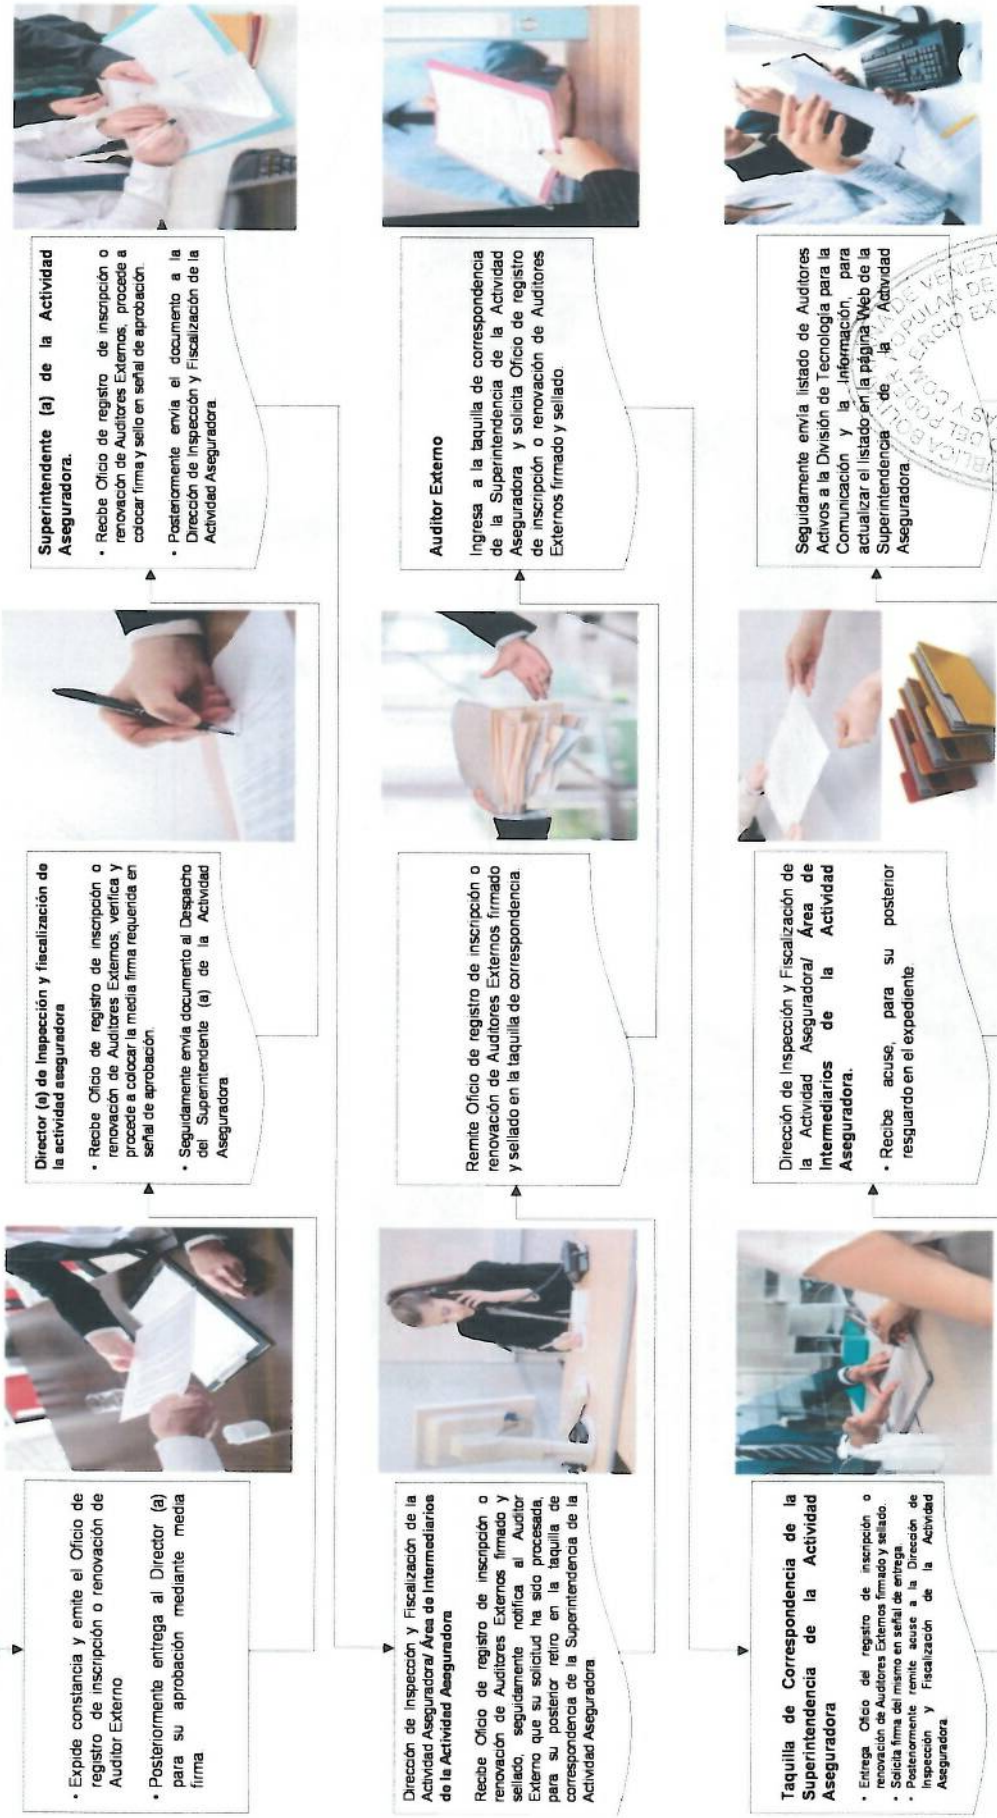 • Expide constancia y emite el Oficio de
registro de inscripción o renovación de
Auditor Externo
• Posteriormente entrega al Director (a)
para su aprobación mediante media
firma
Director (a) de Inspección y fiscalización de
la actividad aseguradora
• Recibe Oficio de registro de inscripción o
renovación de Auditores Externos, verifica y
procede a colocar la media firma requerida en
señal de aprobación.
• Seguidamente envía documento al Despacho
del Superintendente (a) de la Actividad
Aseguradora
Superintendente (a) de la Actividad
Aseguradora.
• Recibe Oficio de registro de inscripción o
renovación de Auditores Externos, procede a
colocar firma y sello en señal de aprobación.
• Posteriormente envía el documento a la
Dirección de Inspección y Fiscalización de la
Actividad Aseguradora.
Dirección de Inspección y Fiscalización de la
Actividad Aseguradora/ Área de Intermediarios
de la Actividad Aseguradora
Recibe Oficio de registro de inscripción o
renovación de Auditores Externos firmado y
sellado, seguidamente notifica al Auditor
Externo que su solicitud ha sido procesada,
para su posterior retiro en la taquilla de
correspondencia de la Superintendencia de la
Actividad Aseguradora
Remite Oficio de registro de inscripción o
renovación de Auditores Externos firmado
y sellado en la taquilla de correspondencia.
Auditor Externo
Ingresa a la taquilla de correspondencia
de la Superintendencia de la Actividad
Aseguradora y solicita Oficio de registro
de inscripción o renovación de Auditores
Externos firmado y sellado.
Taquilla de Correspondencia de la
Superintendencia de la Actividad
Aseguradora
• Entrega Oficio del registro de inscripción o
renovación de Auditores Externos firmado y sellado.
• Solicita firma del mismo en señal de entrega.
• Posteriormente remite acuse a la Dirección de
Inspección y Fiscalización de la Actividad
Aseguradora.
Dirección de Inspección y Fiscalización de
la Actividad Aseguradora/ Área de
Intermediarios de la Actividad
Aseguradora.
• Recibe acuse, para su posterior
resguardo en el expediente.
Seguidamente envía listado de Auditores
Activos a la División de Tecnología para la
Comunicación y la Información, para
actualizar el listado en la página Web de la
Superintendencia de la Actividad
Aseguradora.
DE VENEZU
POPULAR DE
ERCIO EX